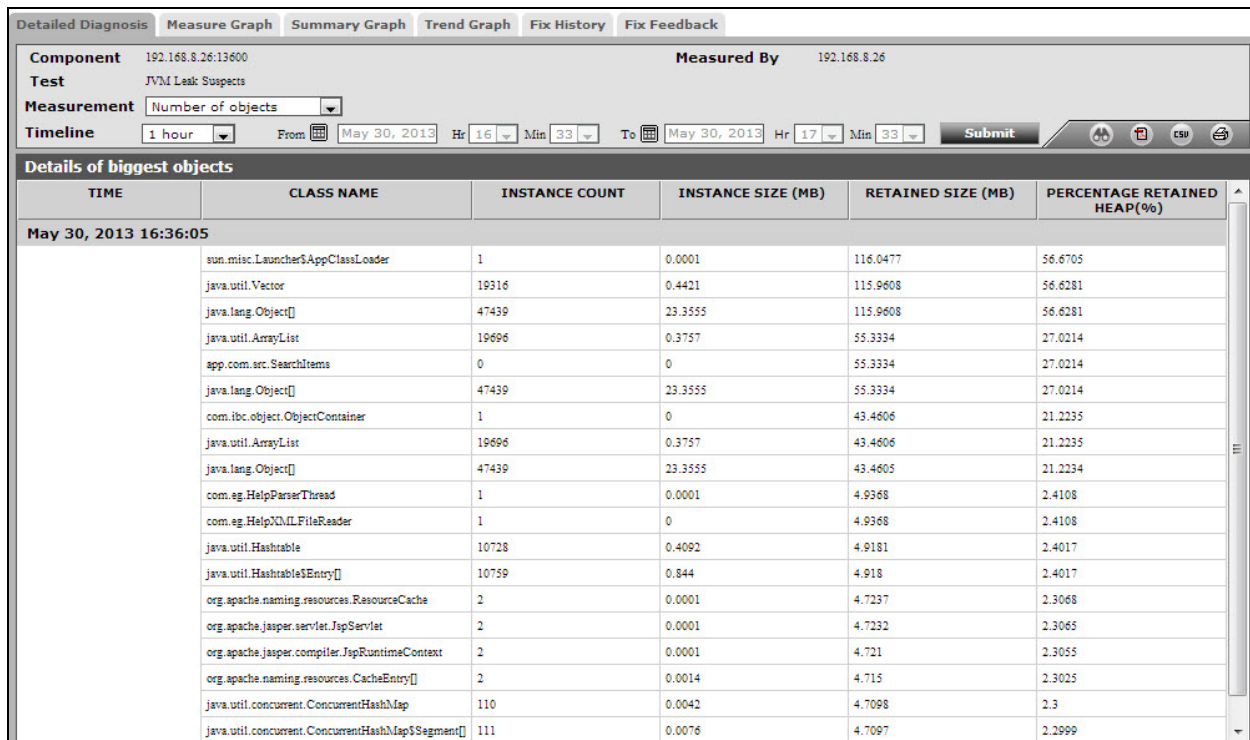 Detailed Diagnosis Measure Graph Summary Graph Trend Graph Fix History Fix Feedback
Component 192.168.8.26:13600 Measured By 192.168.8.26
Test JVM Leak Suspects
Measurement Number of objects
Timeline 1 hour From May 30, 2013 Hr 16 Min 33 To May 30, 2013 Hr 17 Min 33 Submit CSV
Details of biggest objects
TIME CLASS NAME INSTANCE COUNT INSTANCE SIZE (MB) RETAINED SIZE (MB) PERCENTAGE RETAINED HEAP(%)
May 30, 2013 16:36:05
sun.misc.Launcher$AppClassLoader 1 0.0001 116.0477 56.6705
java.util.Vector 19316 0.4421 115.9608 56.6281
java.lang.Object[] 47439 23.3555 115.9608 56.6281
java.util.ArrayList 19696 0.3757 55.3334 27.0214
app.com.src.SearchItems 0 0 55.3334 27.0214
java.lang.Object[] 47439 23.3555 55.3334 27.0214
com.ibc.object.ObjectContainer 1 0 43.4606 21.2235
java.util.ArrayList 19696 0.3757 43.4606 21.2235
java.lang.Object[] 47439 23.3555 43.4605 21.2234
com.eg.HelpParserThread 1 0.0001 4.9368 2.4108
com.eg.HelpXMLFileReader 1 0 4.9368 2.4108
java.util.Hashtable 10728 0.4092 4.9181 2.4017
java.util.Hashtable$Entry[] 10759 0.844 4.918 2.4017
org.apache.naming.resources.ResourceCache 2 0.0001 4.7237 2.3068
org.apache.jasper.servlet.JspServlet 2 0.0001 4.7232 2.3065
org.apache.jasper.compiler.JspRuntimeContext 2 0.0001 4.721 2.3055
org.apache.naming.resources.CacheEntry[] 2 0.0014 4.715 2.3025
java.util.concurrent.ConcurrentHashMap 110 0.0042 4.7098 2.3
java.util.concurrent.ConcurrentHashMap$Segment[] 111 0.0076 4.7097 2.2999